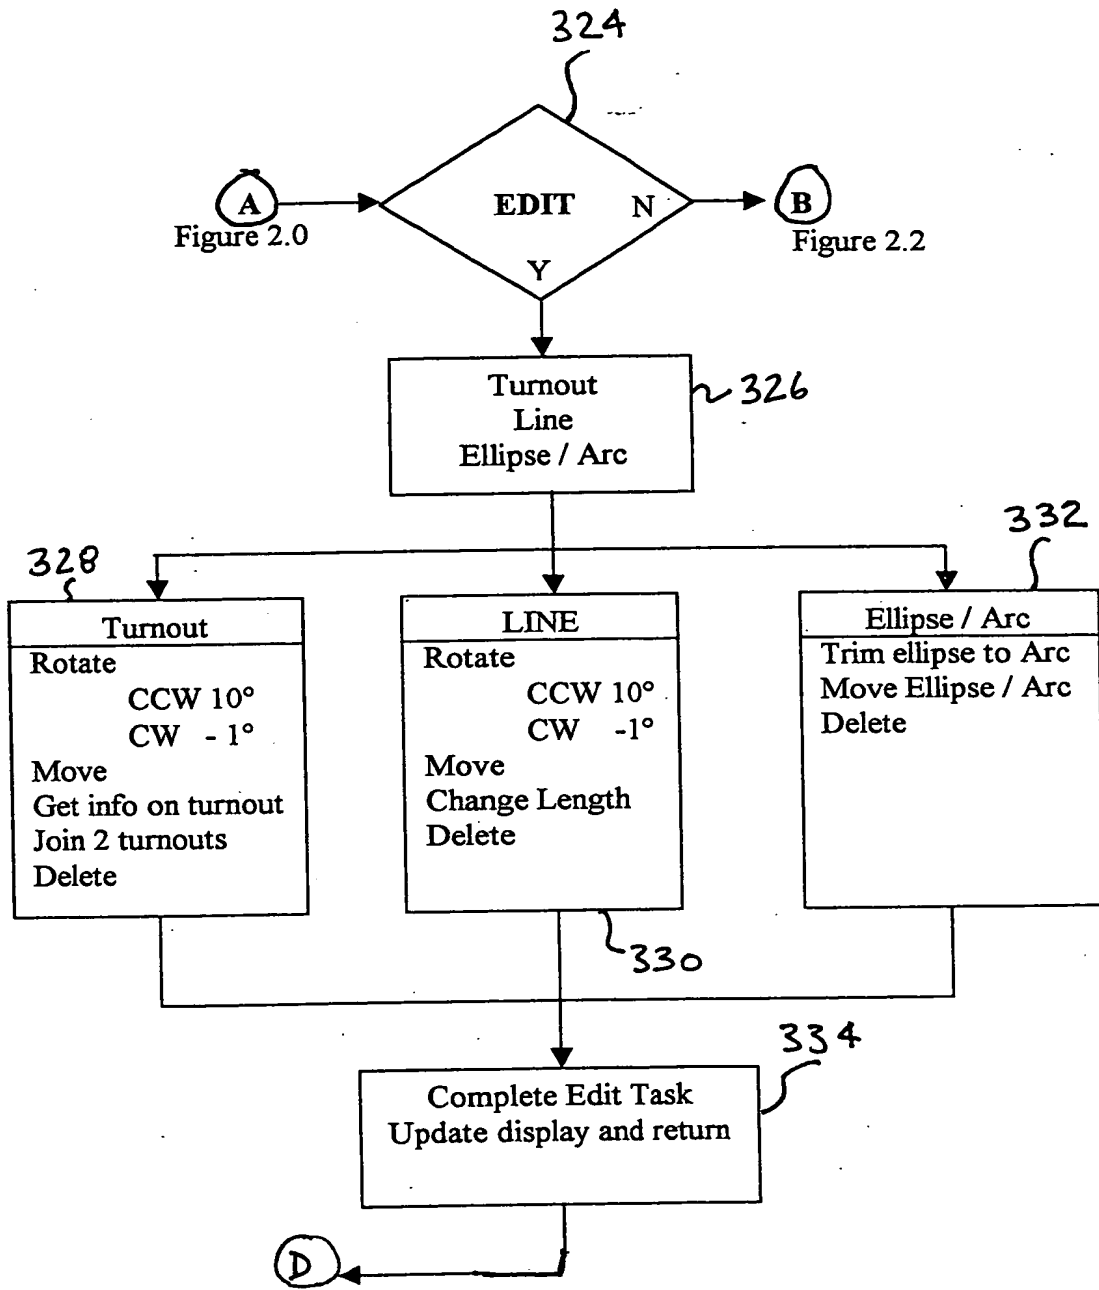 324
A
EDIT N
B
Figure 2.0
Figure 2.2
Y
Turnout
Line
Ellipse / Arc
326
328
Turnout
Rotate
CCW 10°
CW - 1°
Move
Get info on turnout
Join 2 turnouts
Delete
LINE
Rotate
CCW 10°
CW -1°
Move
Change Length
Delete
330
332
Ellipse / Arc
Trim ellipse to Arc
Move Ellipse / Arc
Delete
334
Complete Edit Task
Update display and return
D